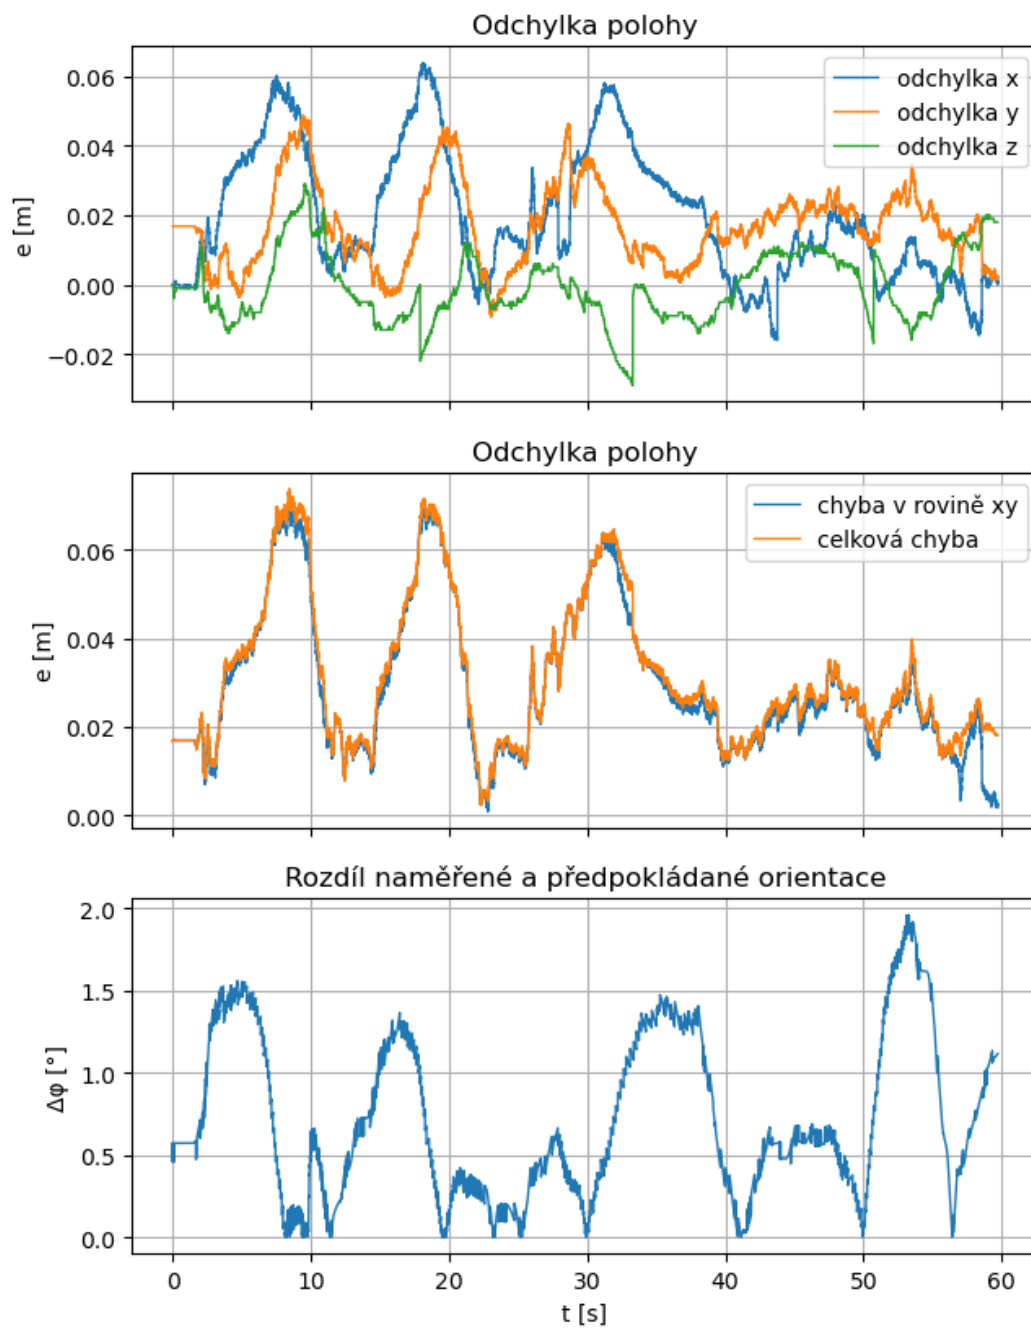 Odchylka polohy
odchylka x
odchylka y
odchylka z
0.06
0.04
0.02
0.00
−0.02
e [m]
Odchylka polohy
chyba v rovině xy
celková chyba
0.06
0.04
0.02
0.00
e [m]
Rozdíl naměřené a předpokládané orientace
2.0
1.5
1.0
0.5
0.0
Δφ [°]
0 10 20 30 40 50 60
t [s]